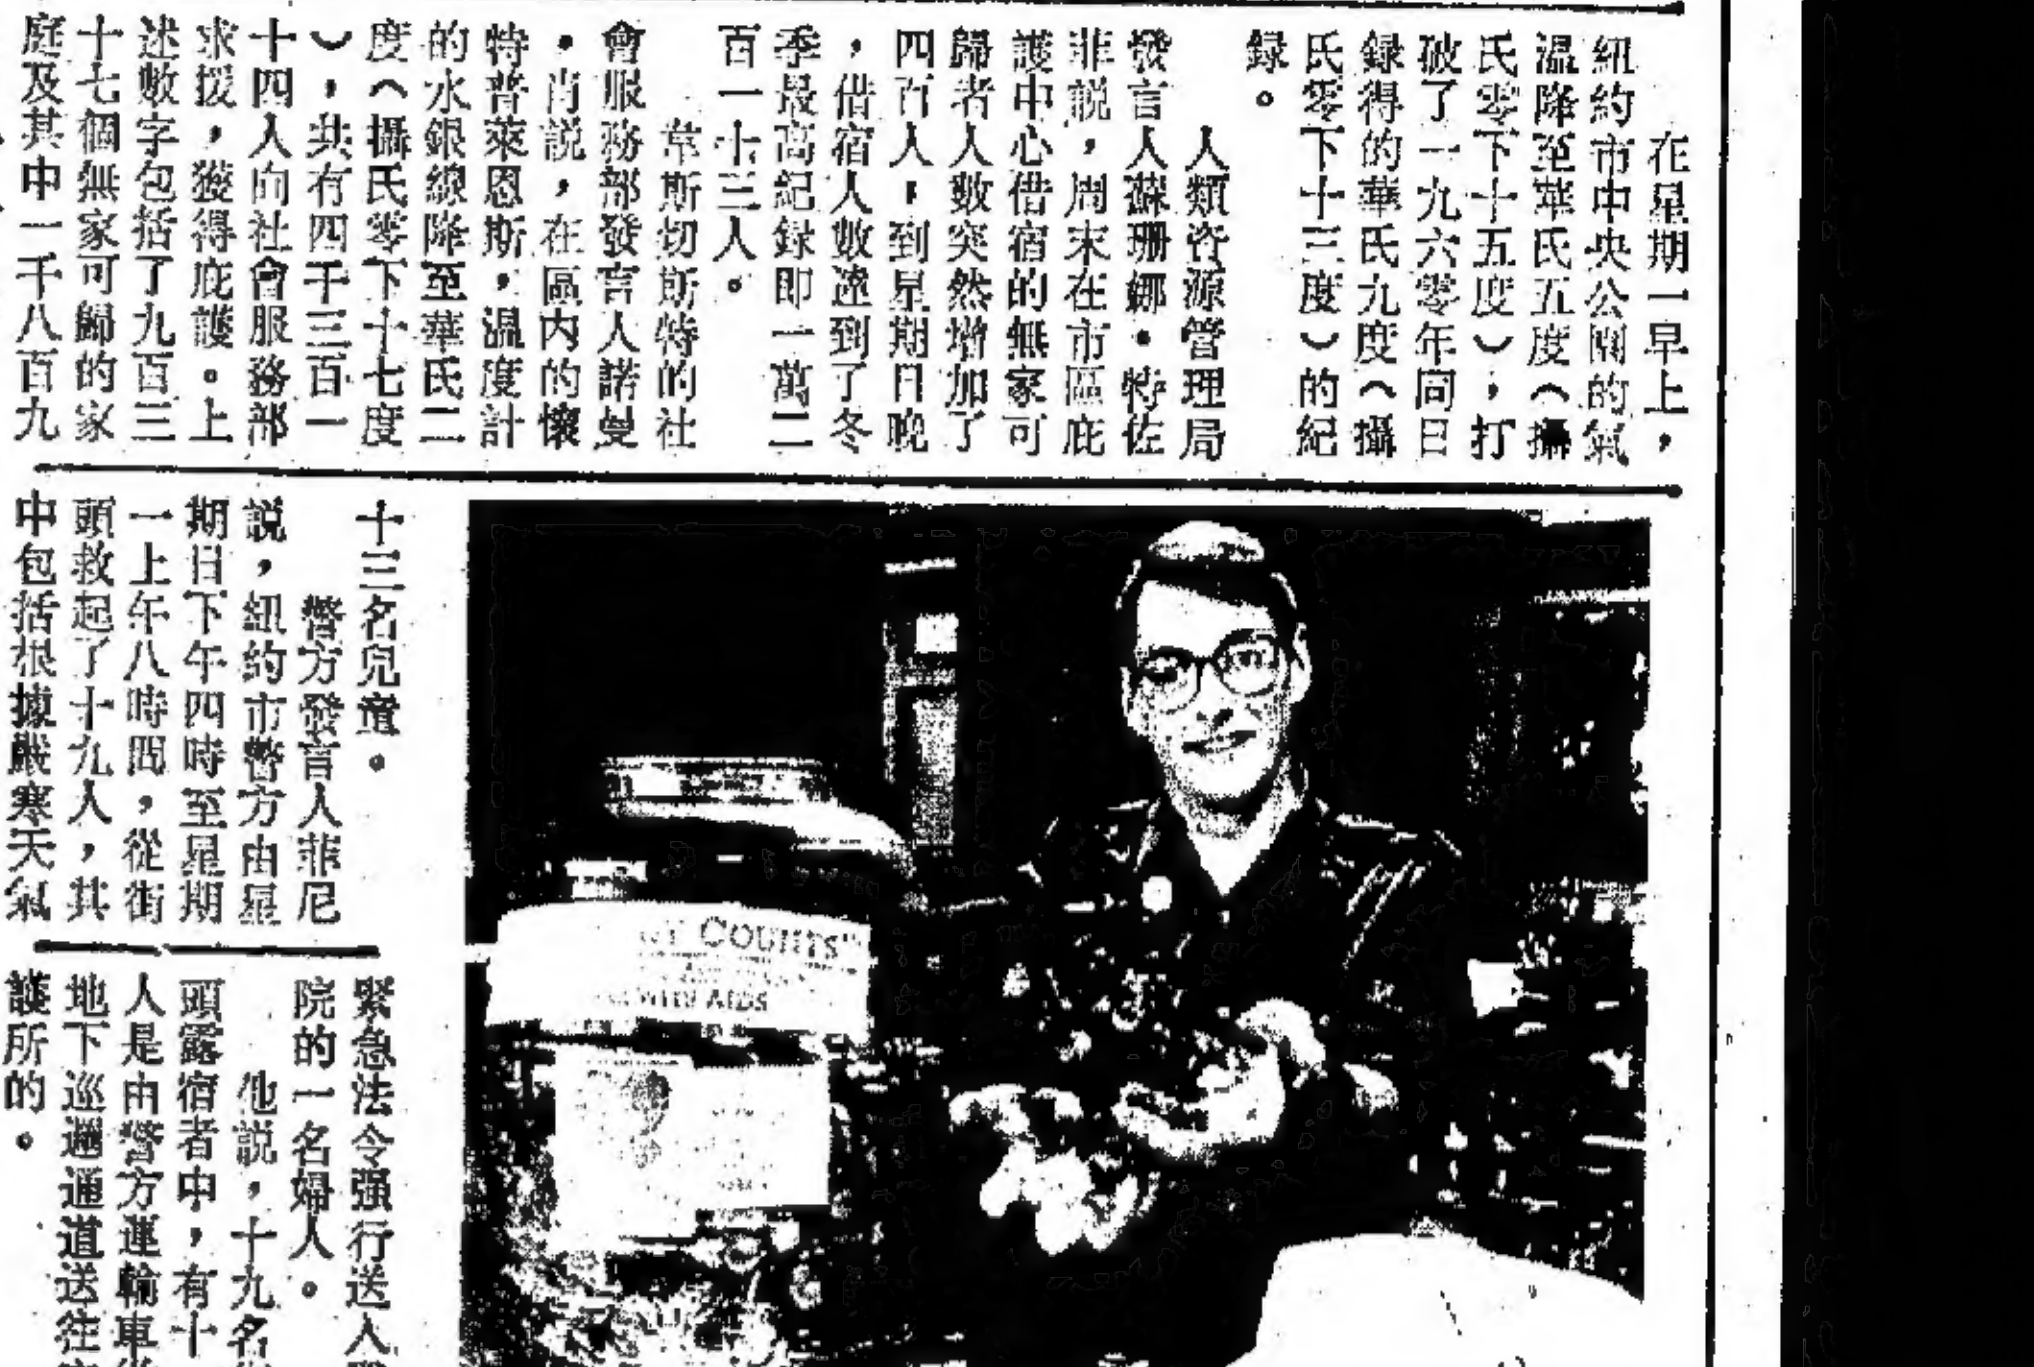 在星期一早上，
紐約市中央公園的氣
温降至華氏五度（攝
氏零下十五度），打
破了一九六零年同日
録得的華氏九度（攝
氏零下十三度）的紀
録。
人類資源管理局
發言人蘇珊娜·特佐
菲説，周末在市區庇
護中心借宿的無家可
歸者人數突然增加了
四百人，到星期日晚
，借宿人數達到了冬
季最高紀録即一萬二
百一十三人。
韋斯切斯特的社
會服務部發言人諾曼
·肖説，在區内的懷
特普萊恩斯，温度計
的水銀線降至華氏二
度（攝氏零下十七度
），共有四千三百一
十四人向社會服務部
求援，獲得庇護。上
述數字包括了九百三
十七個無家可歸的家
庭及其中一千八百九
十三名兒童。
警方發言人菲尼
説，紐約市警方由星
期日下午四時至星期
一上午八時間，從街
頭救起了十九人，其
中包括根據嚴寒天氣
緊急法令强行送入
院的一名婦人。
他説，十九名
頭露宿者中，有十
人是由警方運輸車
地下巡邏通道送往
護所的。
COUNTS"
WITH AIDS